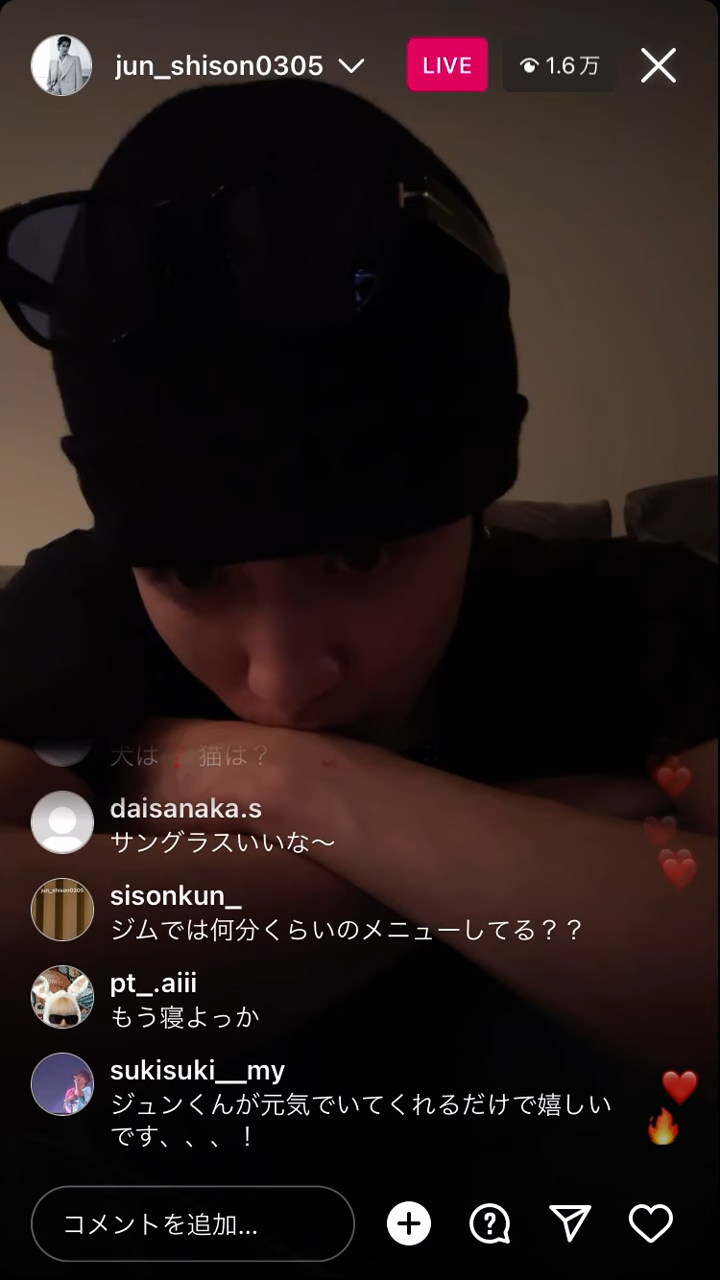 jun_shison0305
LIVE
1.6万
犬は❓猫は？
daisanaka.s
サングラスいいな〜
jun_shison0305
sisonkun_
ジムでは何分くらいのメニューしてる？？
pt_.aiii
もう寝よっか
sukisuki__my
ジュンくんが元気でいてくれるだけで嬉しい
です、、、！
コメントを追加...